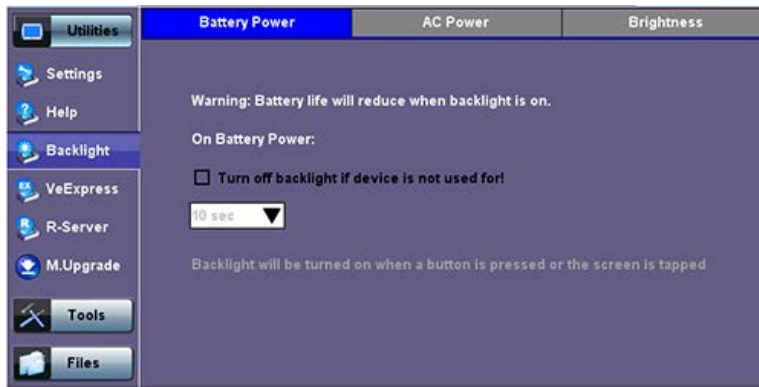 Utilities
Battery Power
AC Power
Brightness
Settings
Help
Backlight
VeExpress
R-Server
M.Upgrade
Tools
Files
Warning: Battery life will reduce when backlight is on.
On Battery Power:
Turn off backlight if device is not used for!
10 sec
Backlight will be turned on when a button is pressed or the screen is tapped